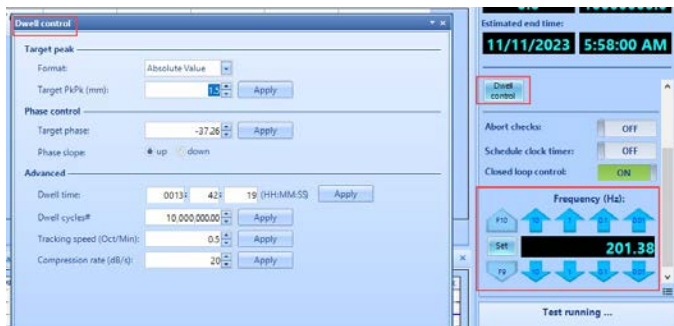 Dwell control
Target peak
Format: Absolute Value
Target PkPk (mm): 1.5 Apply
Phase control
Target phase: -37.26 Apply
Phase slope: up down
Advanced
Dwell time: 0013: 42: 19 (HH:MM:SS) Apply
Dwell cycles# 10,000,000.00 Apply
Tracking speed (Oct/Min): 0.5 Apply
Compression rate (dB/s): 20 Apply
Estimated end time:
11/11/2023 5:58:00 AM
Dwell
control
Abort checks: OFF
Schedule clock timer: OFF
Closed loop control: ON
Frequency (Hz):
F10 10 1 0.1 0.01
Set 201.38
F9 10 1 0.1 0.01
Test running ...